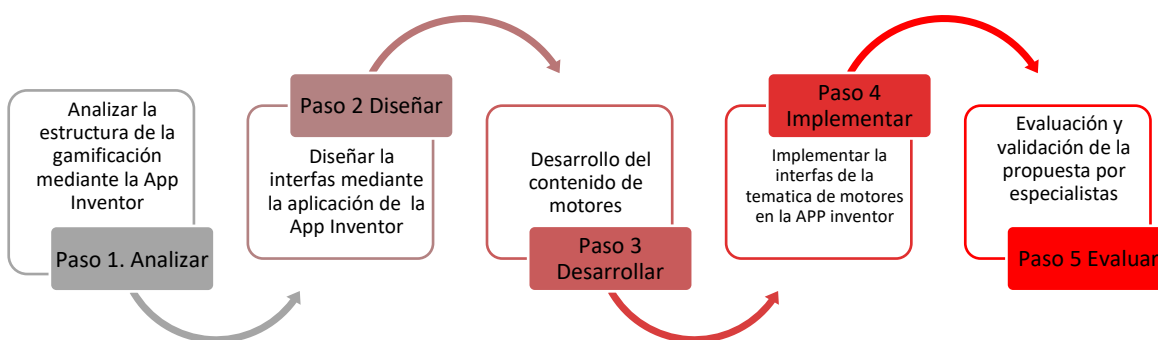 Analizar la
estructura de la
gamificación
mediante la App
Inventor
Paso 1. Analizar
Paso 2 Diseñar
Diseñar la
interfas mediante
la aplicación de la
App Inventor
Desarrollo del
contenido de
motores
Paso 3
Desarrollar
Paso 4
Implementar
Implementar la
interfas de la
tematica de motores
en la APP inventor
Evaluación y
validación de la
propuesta por
especialistas
Paso 5 Evaluar